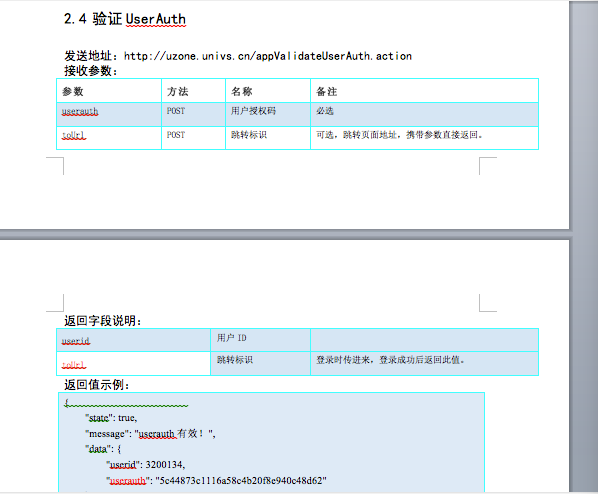 2.4 验证 UserAuth
发送地址：http://uzone.univs.cn/appValidateUserAuth.action
接收参数：
参数 方法 名称 备注
userauth POST 用户授权码 必选
toUrl POST 跳转标识 可选，跳转页面地址，携带参数直接返回。
返回字段说明：
userid 用户 ID
toUrl 跳转标识 登录时传进来，登录成功后返回此值。
返回值示例：
{
"state": true,
"message": "userauth 有效！",
"data": {
"userid": 3200134,
"userauth": "5c44873c1116a58c4b20f8e940c48d62"